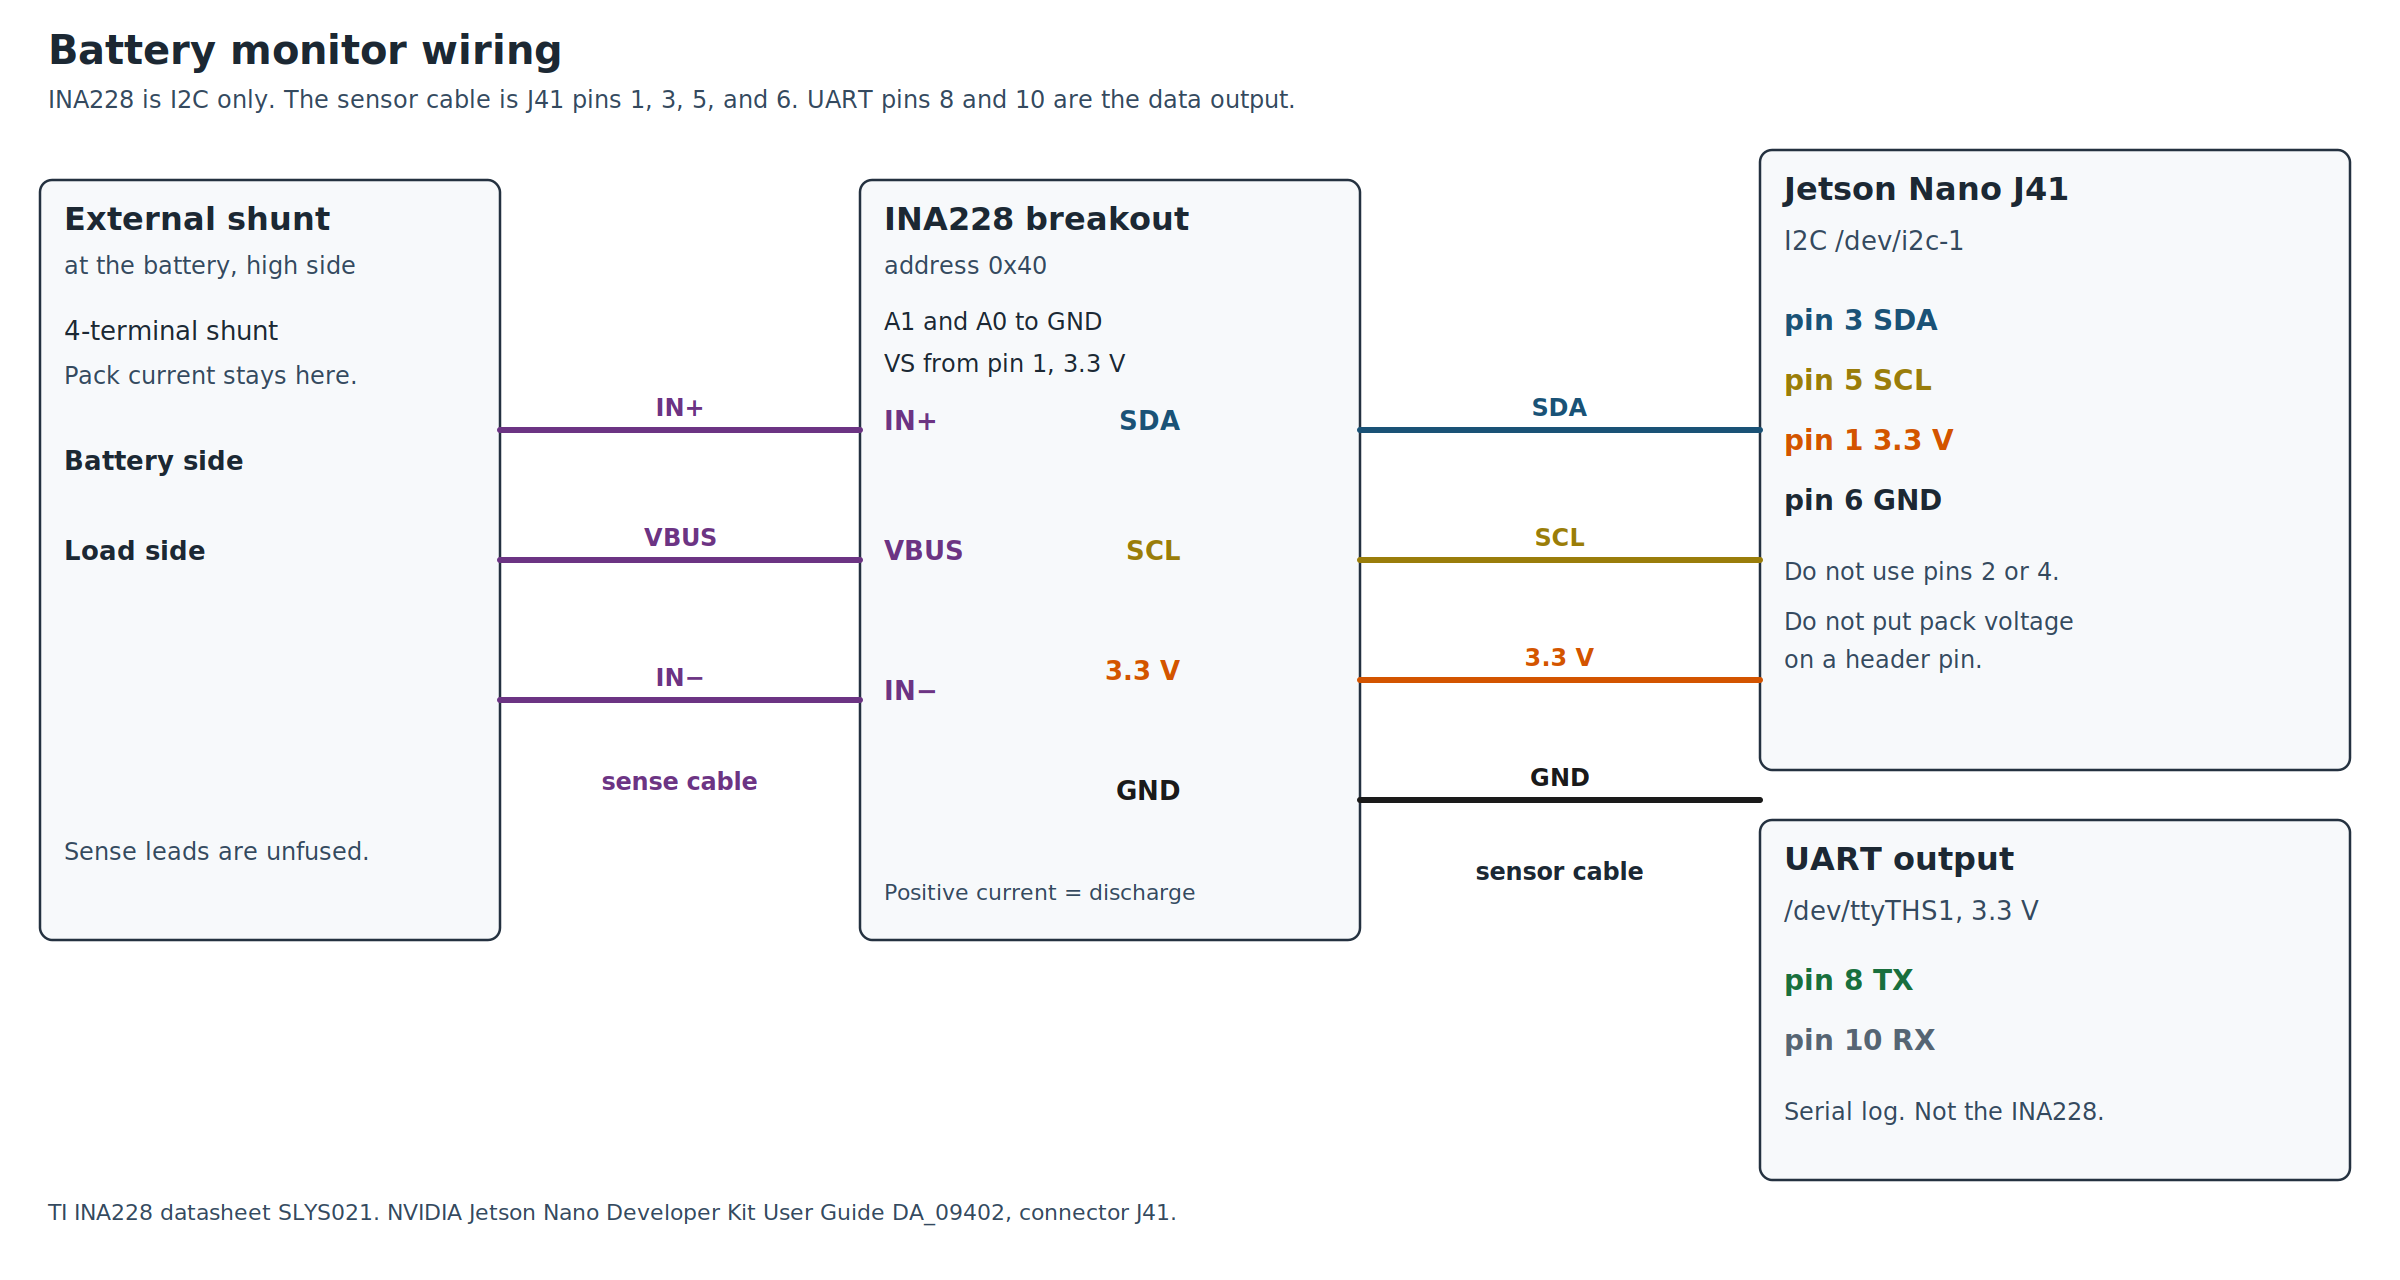 Battery monitor wiring
INA228 is I2C only. The sensor cable is J41 pins 1, 3, 5, and 6. UART pins 8 and 10 are the data output.
External shunt
at the battery, high side
4-terminal shunt
Pack current stays here.
Battery side
Load side
Sense leads are unfused.
IN+
VBUS
IN−
sense cable
INA228 breakout
address 0x40
A1 and A0 to GND
VS from pin 1, 3.3 V
IN+
SDA
VBUS
SCL
3.3 V
IN−
GND
Positive current = discharge
SDA
SCL
3.3 V
GND
sensor cable
Jetson Nano J41
I2C /dev/i2c-1
pin 3 SDA
pin 5 SCL
pin 1 3.3 V
pin 6 GND
Do not use pins 2 or 4.
Do not put pack voltage
on a header pin.
UART output
/dev/ttyTHS1, 3.3 V
pin 8 TX
pin 10 RX
Serial log. Not the INA228.
TI INA228 datasheet SLYS021. NVIDIA Jetson Nano Developer Kit User Guide DA_09402, connector J41.